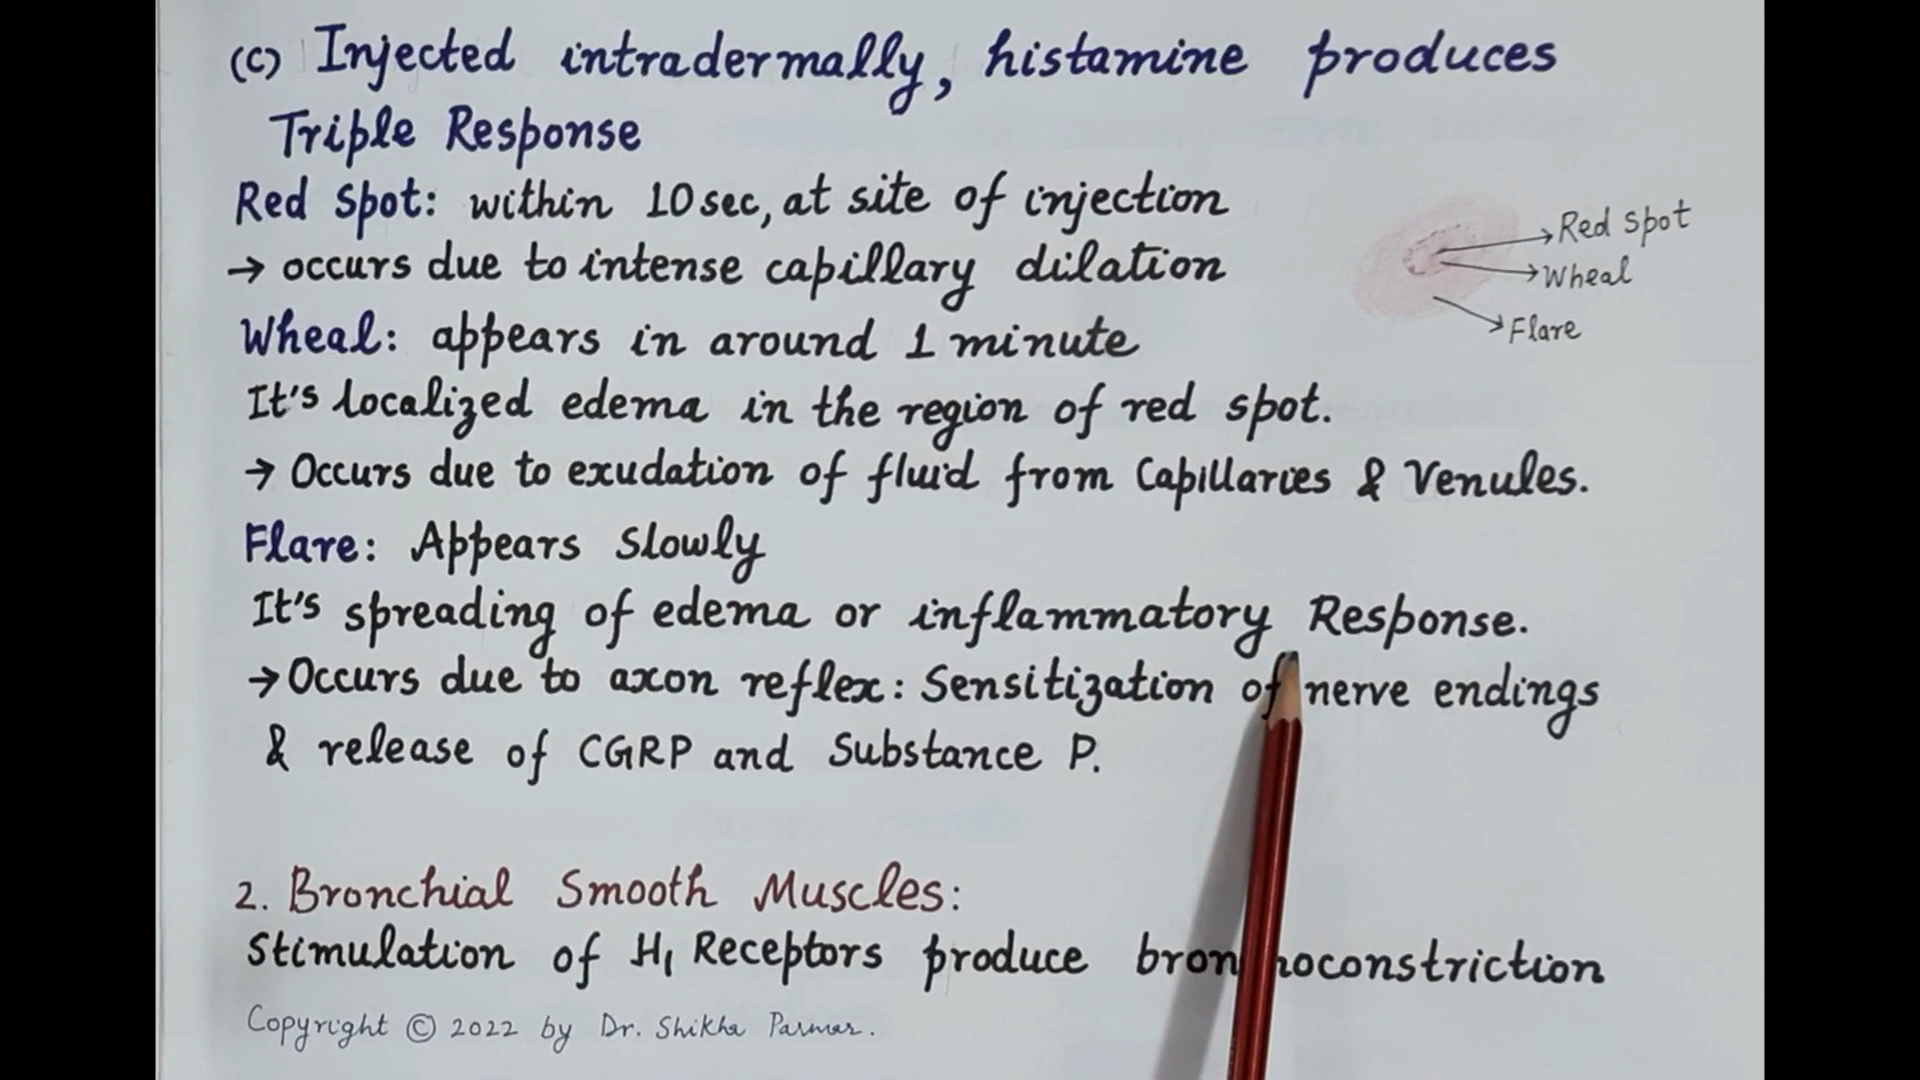 (C) Injected intradermally, histamine produces
Triple Response
Red Spot: within 10 sec, at site of injection
→ occurs due to intense capillary dilation
Wheal: appears in around 1 minute
It's localized edema in the region of red spot.
→ Occurs due to exudation of fluid from Capillaries & Venules.
Flare: Appears Slowly
It's spreading of edema or inflammatory Response.
→ Occurs due to axon reflex: Sensitization of nerve endings
& release of CGRP and Substance P.
Red Spot
Wheal
Flare
2. Bronchial Smooth Muscles:
Stimulation of H₁ Receptors produce bronchoconstriction
Copyright © 2022 by Dr. Shikha Parmar.